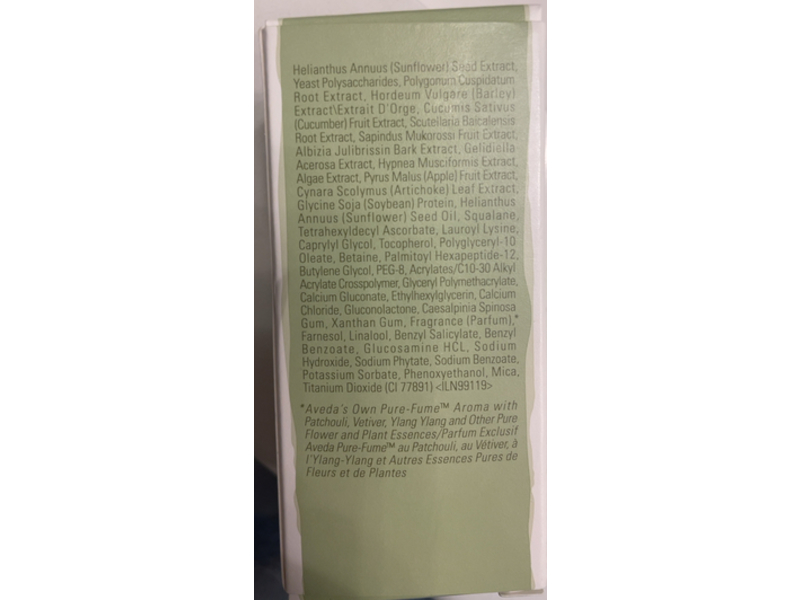 Helianthus Annuus (Sunflower) Seed Extract,
Yeast Polysaccharides, Polygonum Cuspidatum
Root Extract, Hordeum Vulgare (Barley)
Extract\Extrait D'Orge, Cucumis Sativus
(Cucumber) Fruit Extract, Scutellaria Baicalensis
Root Extract, Sapindus Mukorossi Fruit Extract,
Albizia Julibrissin Bark Extract, Gelidiella
Acerosa Extract, Hypnea Musciformis Extract,
Algae Extract, Pyrus Malus (Apple) Fruit Extract,
Cynara Scolymus (Artichoke) Leaf Extract,
Glycine Soja (Soybean) Protein, Helianthus
Annuus (Sunflower) Seed Oil, Squalane,
Tetrahexyldecyl Ascorbate, Lauroyl Lysine,
Caprylyl Glycol, Tocopherol, Polyglyceryl-10
Oleate, Betaine, Palmitoyl Hexapeptide-12,
Butylene Glycol, PEG-8, Acrylates/C10-30 Alkyl
Acrylate Crosspolymer, Glyceryl Polymethacrylate,
Calcium Gluconate, Ethylhexylglycerin, Calcium
Chloride, Gluconolactone, Caesalpinia Spinosa
Gum, Xanthan Gum, Fragrance (Parfum),*
Farnesol, Linalool, Benzyl Salicylate, Benzyl
Benzoate, Glucosamine HCL, Sodium
Hydroxide, Sodium Phytate, Sodium Benzoate,
Potassium Sorbate, Phenoxyethanol, Mica,
Titanium Dioxide (CI 77891) <ILN99119>
*Aveda's Own Pure-Fume™ Aroma with
Patchouli, Vetiver, Ylang Ylang and Other Pure
Flower and Plant Essences/Parfum Exclusif
Aveda Pure-Fume™ au Patchouli, au Vétiver, à
l'Ylang-Ylang et Autres Essences Pures de
Fleurs et de Plantes